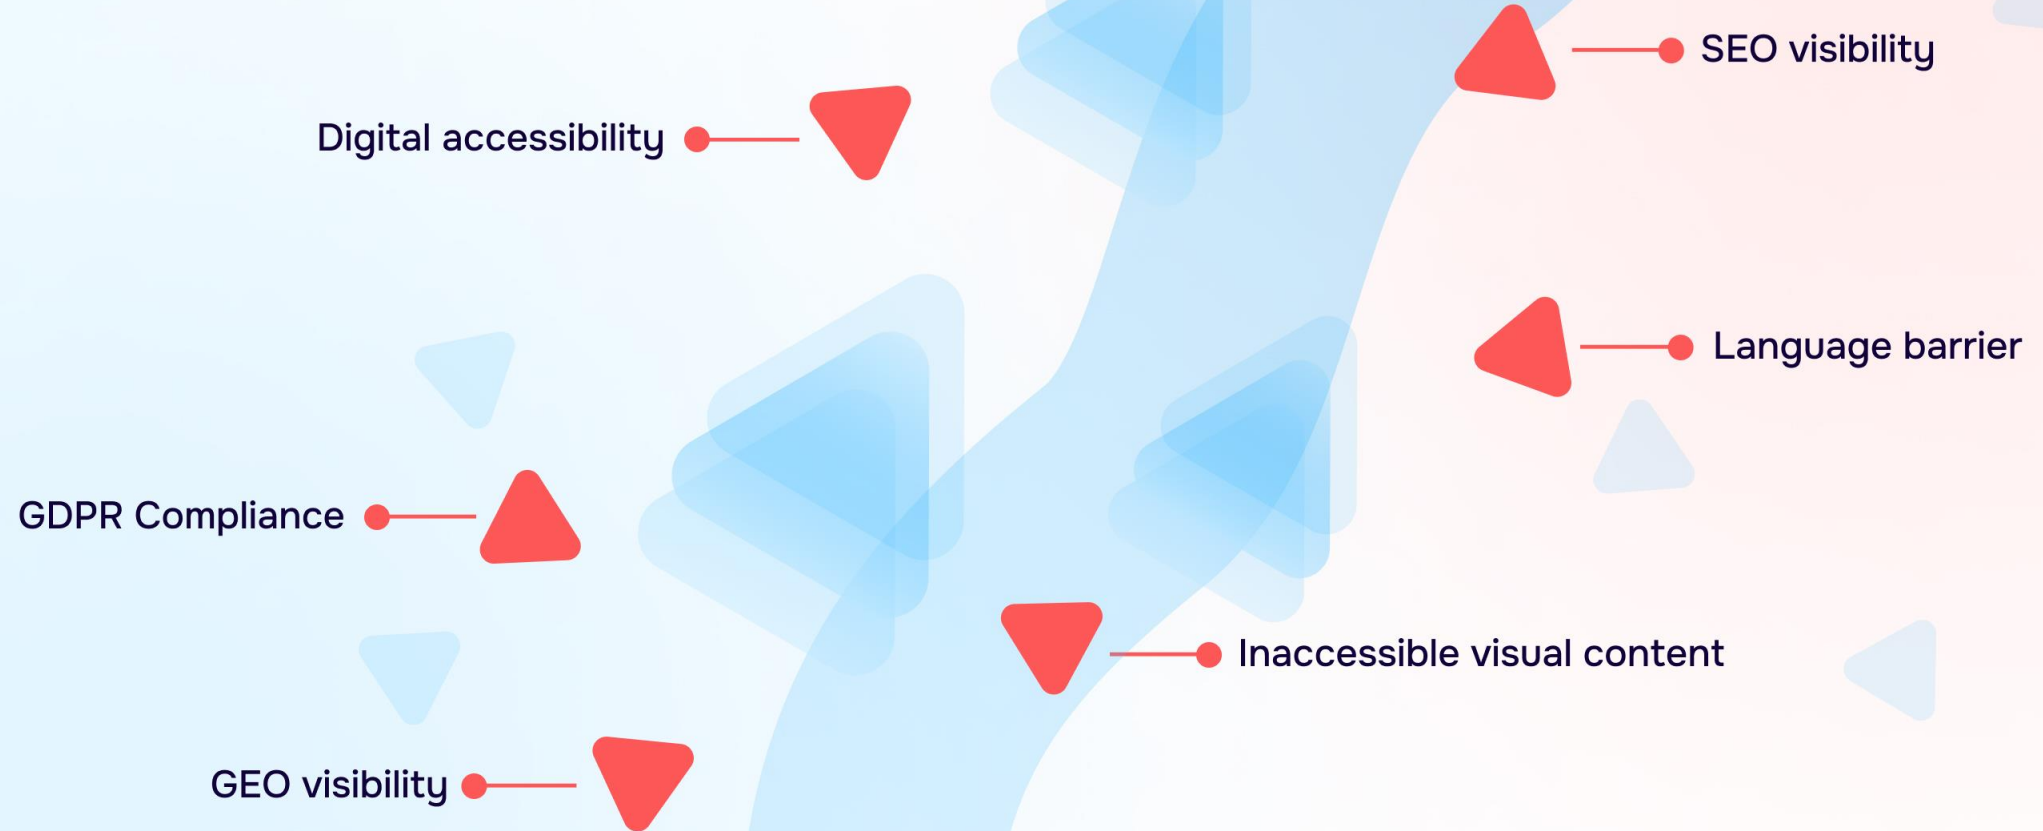 SEO visibility
Digital accessibility
Language barrier
GDPR Compliance
Inaccessible visual content
GEO visibility